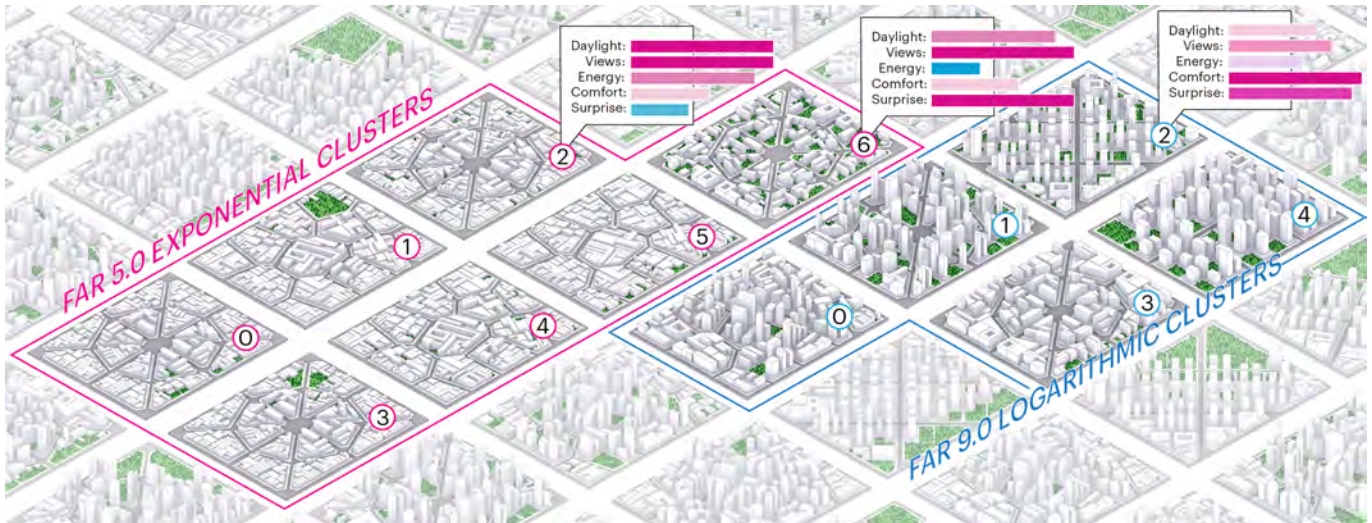 Daylight:
Views:
Energy:
Comfort:
Surprise:
Daylight:
Views:
Energy:
Comfort:
Surprise:
Daylight:
Views:
Energy:
Comfort:
Surprise:
FAR 5.0 EXPONENTIAL CLUSTERS
2
6
2
1
5
1
4
0
4
0
3
3
FAR 9.0 LOGARITHMIC CLUSTERS